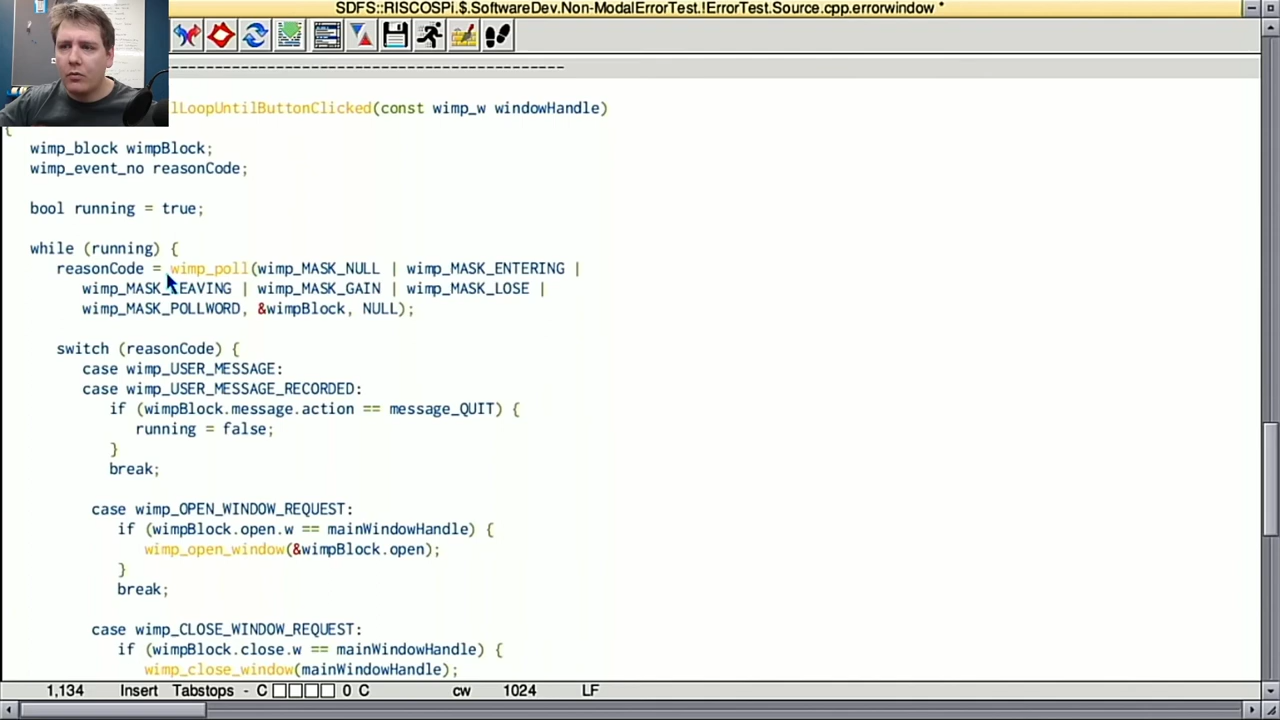 SDFS::RISCOSPi.$.SoftwareDev.Non-ModalErrorTest.!ErrorTest.Source.cpp.errorwindow *
--------------------------------------------
lLoopUntilButtonClicked(const wimp_w windowHandle)
{
wimp_block wimpBlock;
wimp_event_no reasonCode;
bool running = true;
while (running) {
reasonCode = wimp_poll(wimp_MASK_NULL | wimp_MASK_ENTERING |
wimp_MASK_LEAVING | wimp_MASK_GAIN | wimp_MASK_LOSE |
wimp_MASK_POLLWORD, &wimpBlock, NULL);
switch (reasonCode) {
case wimp_USER_MESSAGE:
case wimp_USER_MESSAGE_RECORDED:
if (wimpBlock.message.action == message_QUIT) {
running = false;
}
break;
case wimp_OPEN_WINDOW_REQUEST:
if (wimpBlock.open.w == mainWindowHandle) {
wimp_open_window(&wimpBlock.open);
}
break;
case wimp_CLOSE_WINDOW_REQUEST:
if (wimpBlock.close.w == mainWindowHandle) {
wimp_close_window(mainWindowHandle);
1,134 Insert Tabstops - C 0 C cw 1024 LF